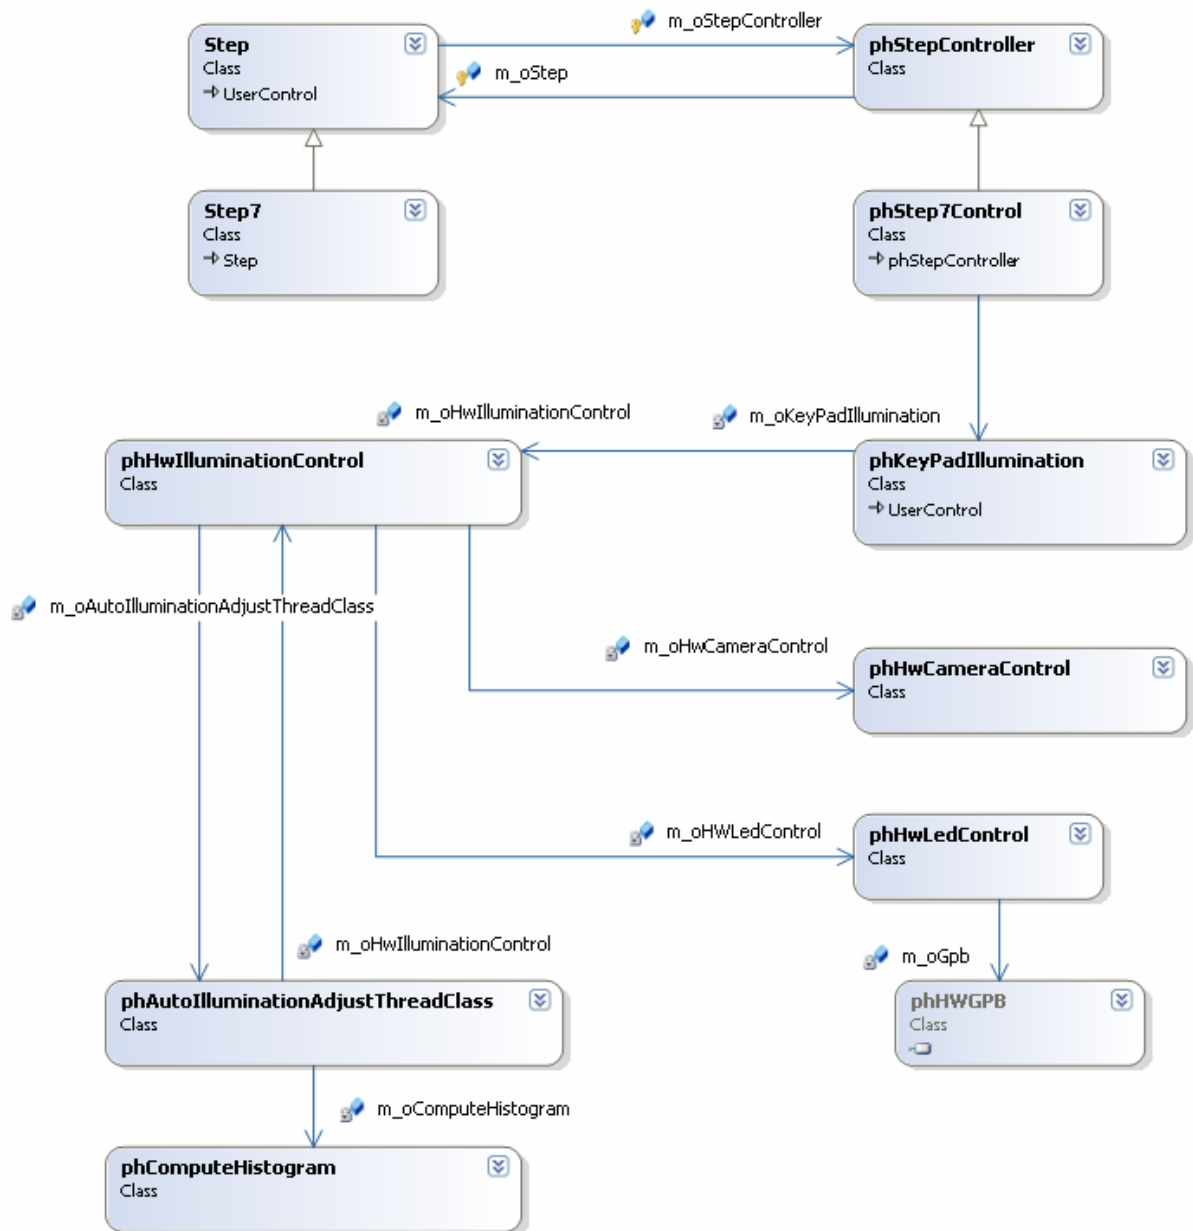 m_oStepController
Step
Class
UserControl
phStepController
Class
m_oStep
Step7
Class
Step
phStep7Control
Class
phStepController
m_oHwIlluminationControl
m_oKeyPadIllumination
phHwIlluminationControl
Class
phKeyPadIllumination
Class
UserControl
m_oAutoIlluminationAdjustThreadClass
m_oHwCameraControl
phHwCameraControl
Class
m_oHWLedControl
phHwLedControl
Class
m_oHwIlluminationControl
m_oGpb
phAutoIlluminationAdjustThreadClass
Class
phHWGPB
Class
m_oComputeHistogram
phComputeHistogram
Class